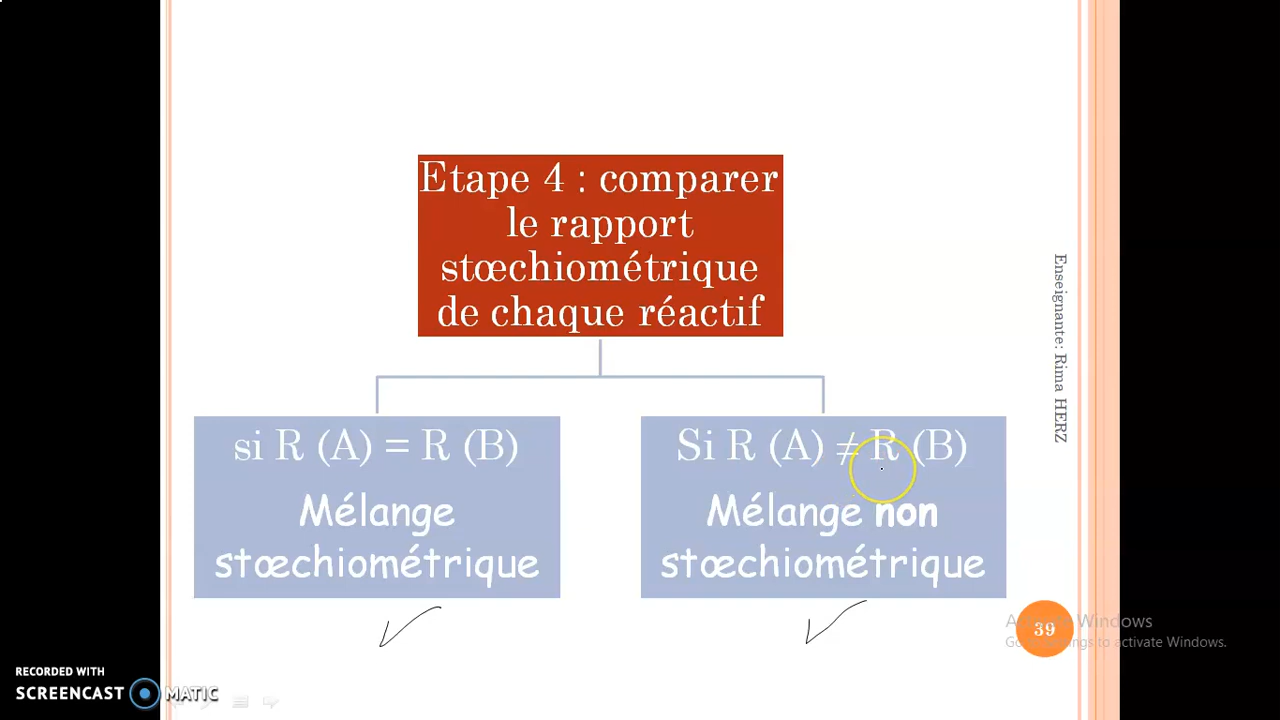 Etape 4 : comparer
le rapport
stœchiométrique
de chaque réactif
si R (A) = R (B)
Mélange
stœchiométrique
Si R (A) ≠ R (B)
Mélange non
stœchiométrique
Enseignante: Rima HERZ
39
Activate Windows
Go to Settings to activate Windows.
RECORDED WITH
SCREENCAST MATIC